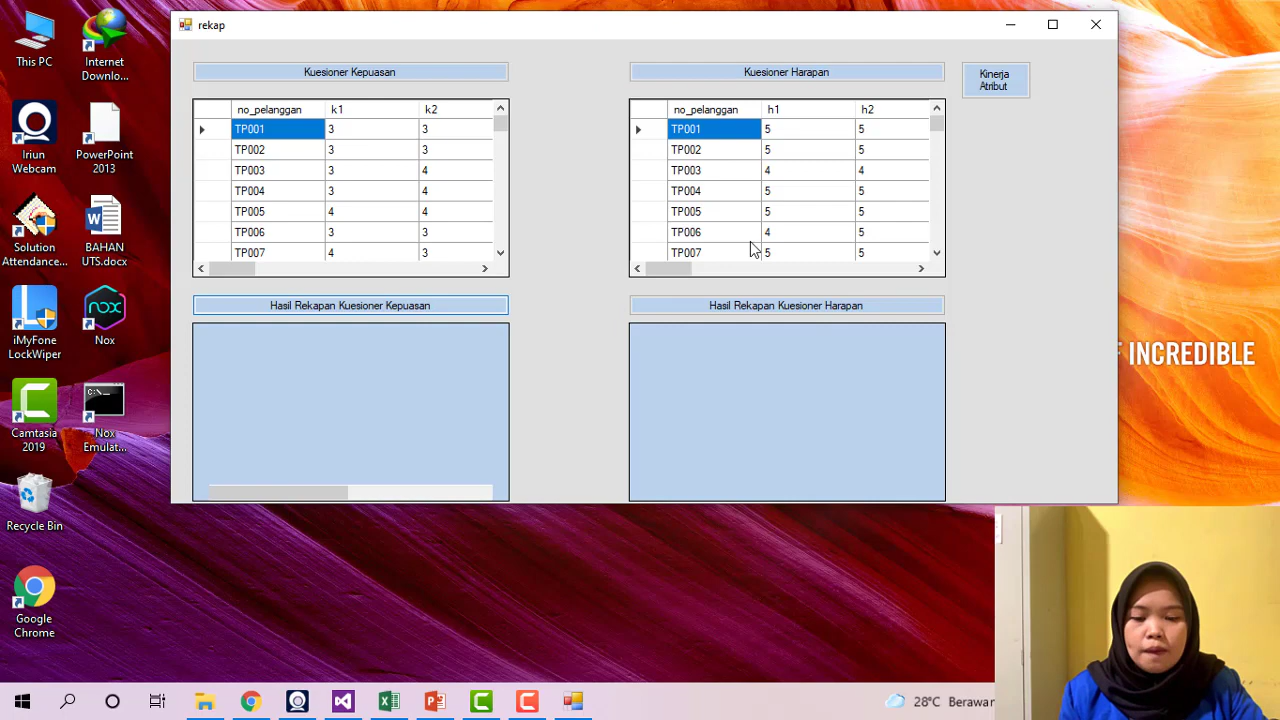 rekap
This PC
Internet
Downlo...
Iriun
Webcam
PowerPoint
2013
Solution
Attendance...
BAHAN
UTS.docx
iMyFone
LockWiper
nox
Nox
Camtasia
2019
C:\._
Nox
Emulat...
Recycle Bin
Google
Chrome
Kuesioner Kepuasan
no_pelanggan k1 k2
TP001 3 3
TP002 3 3
TP003 3 4
TP004 3 4
TP005 4 4
TP006 3 3
TP007 4 3
Kuesioner Harapan
no_pelanggan h1 h2
TP001 5 5
TP002 5 5
TP003 4 4
TP004 5 5
TP005 5 5
TP006 4 5
TP007 5 5
Kinerja
Atribut
Hasil Rekapan Kuesioner Kepuasan
Hasil Rekapan Kuesioner Harapan
INCREDIBLE
28°C Berawan